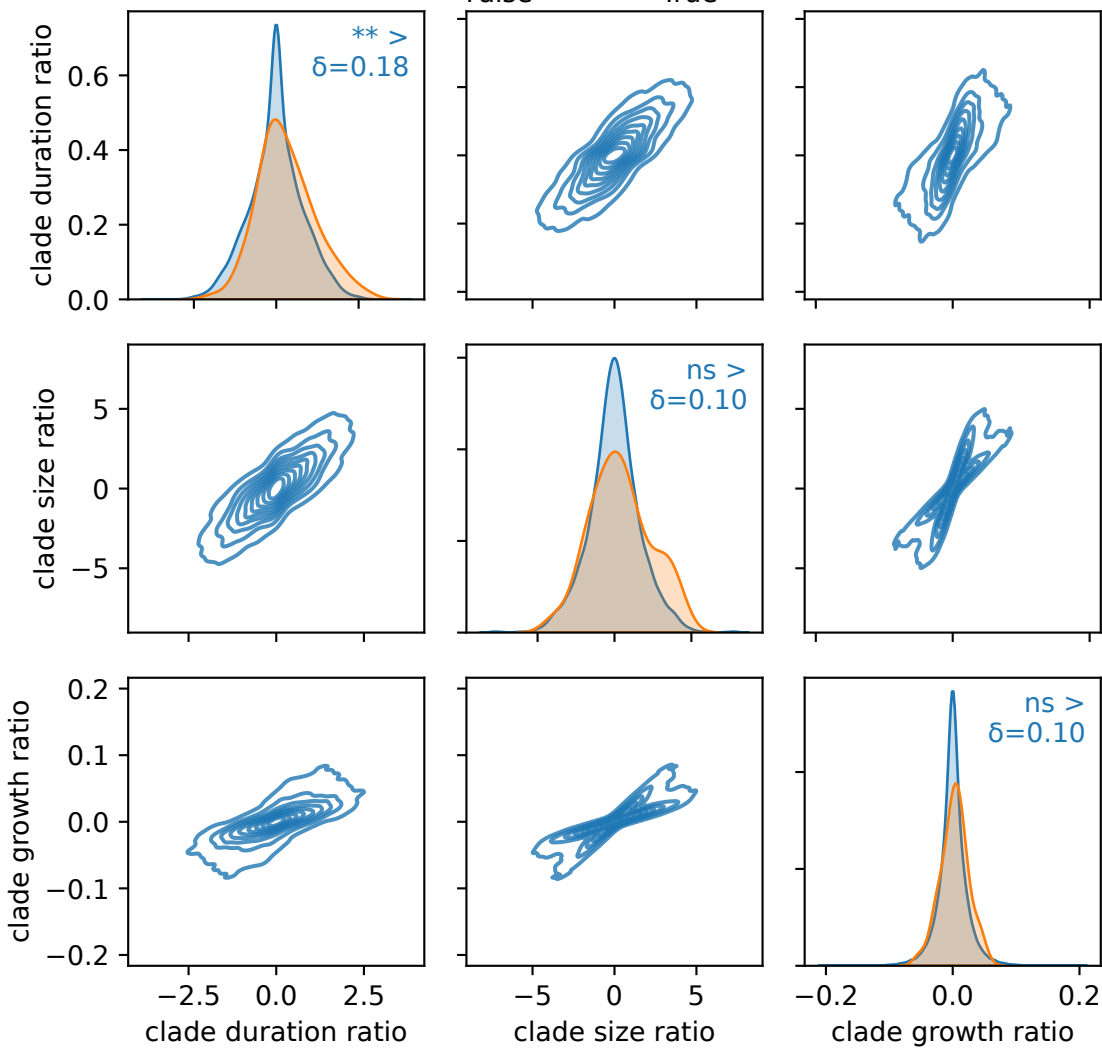 True
clade duration ratio
0.6
0.4
0.2
0.0
** >
δ=0.18
clade size ratio
5
0
−5
ns >
δ=0.10
clade growth ratio
0.2
0.1
0.0
−0.1
−0.2
ns >
δ=0.10
−2.5
0.0
2.5
−5
0
5
−0.2
0.0
0.2
clade duration ratio
clade size ratio
clade growth ratio